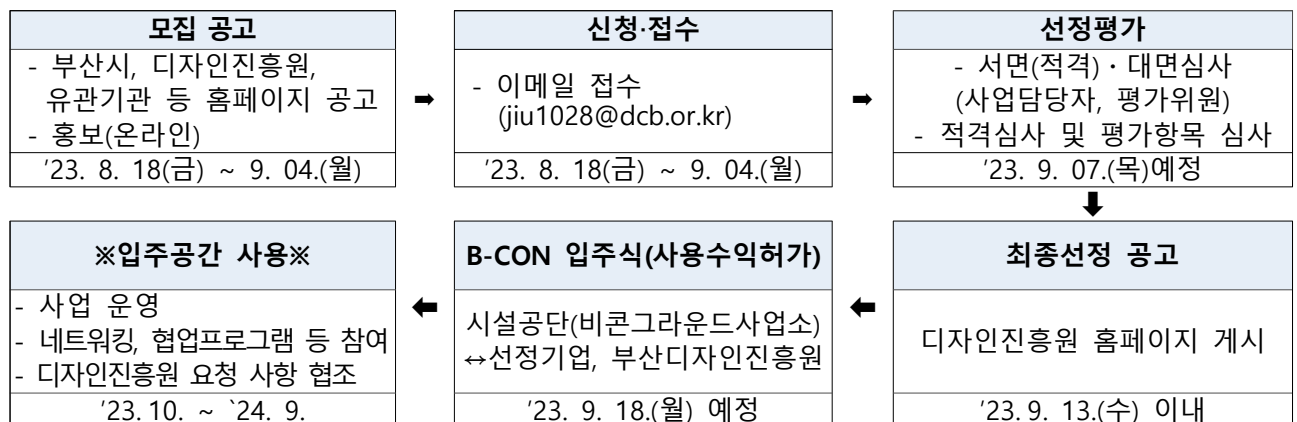 모집 공고
- 부산시, 디자인진흥원,
유관기관 등 홈페이지 공고
- 홍보(온라인)
'23. 8. 18(금) ~ 9. 04.(월)
➡
신청·접수
- 이메일 접수
(jiu1028@dcb.or.kr)
'23. 8. 18(금) ~ 9. 04.(월)
➡
선정평가
- 서면(적격)・대면심사
(사업담당자, 평가위원)
- 적격심사 및 평가항목 심사
'23. 9. 07.(목)예정
⬇
최종선정 공고
디자인진흥원 홈페이지 게시
'23. 9. 13.(수) 이내
⬅
B-CON 입주식(사용수익허가)
시설공단(비콘그라운드사업소)
↔선정기업, 부산디자인진흥원
'23. 9. 18.(월) 예정
⬅
※입주공간 사용※
- 사업 운영
- 네트워킹, 협업프로그램 등 참여
- 디자인진흥원 요청 사항 협조
'23. 10. ~ `24. 9.